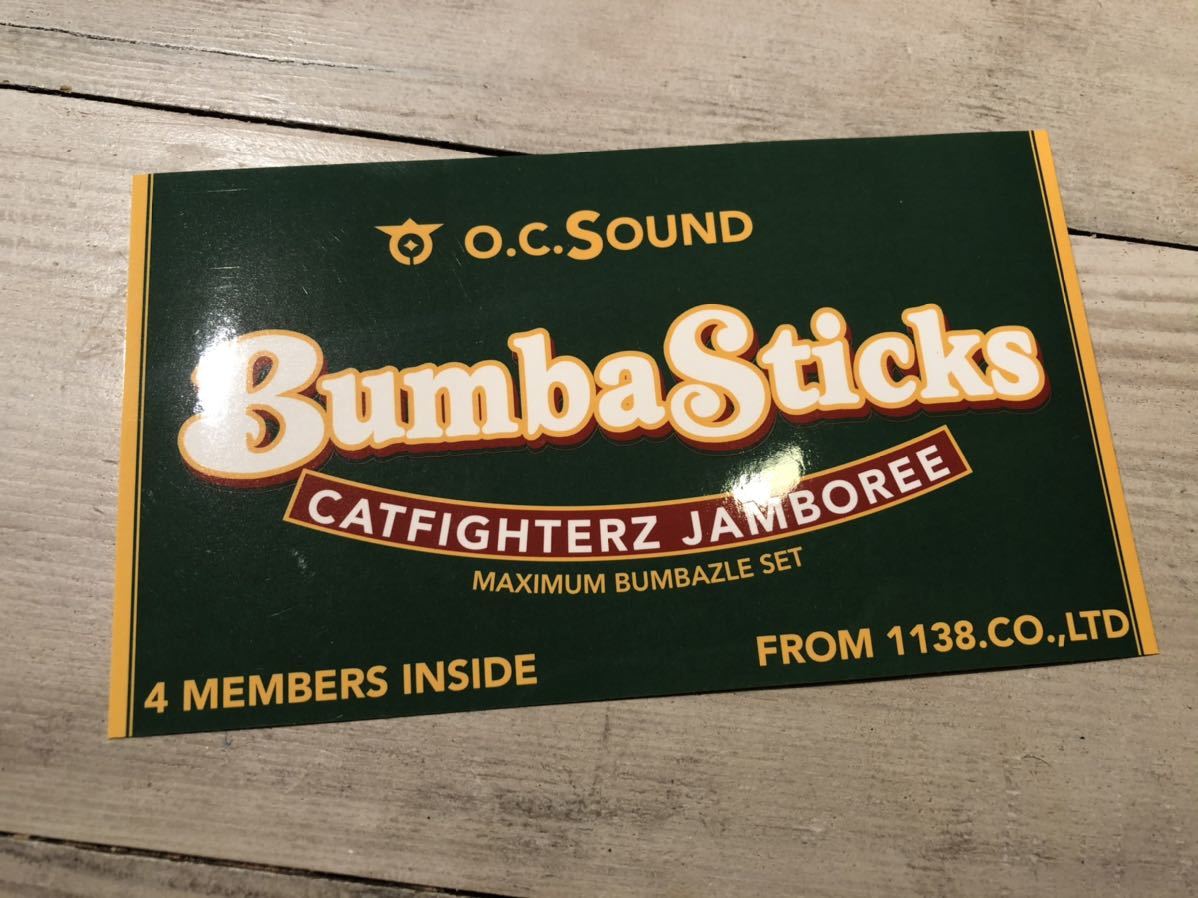 O.C.SOUND
BumbaSticks
CATFIGHTERZ JAMBOREE
MAXIMUM BUMBAZLE SET
4 MEMBERS INSIDE
FROM 1138.CO.,LTD